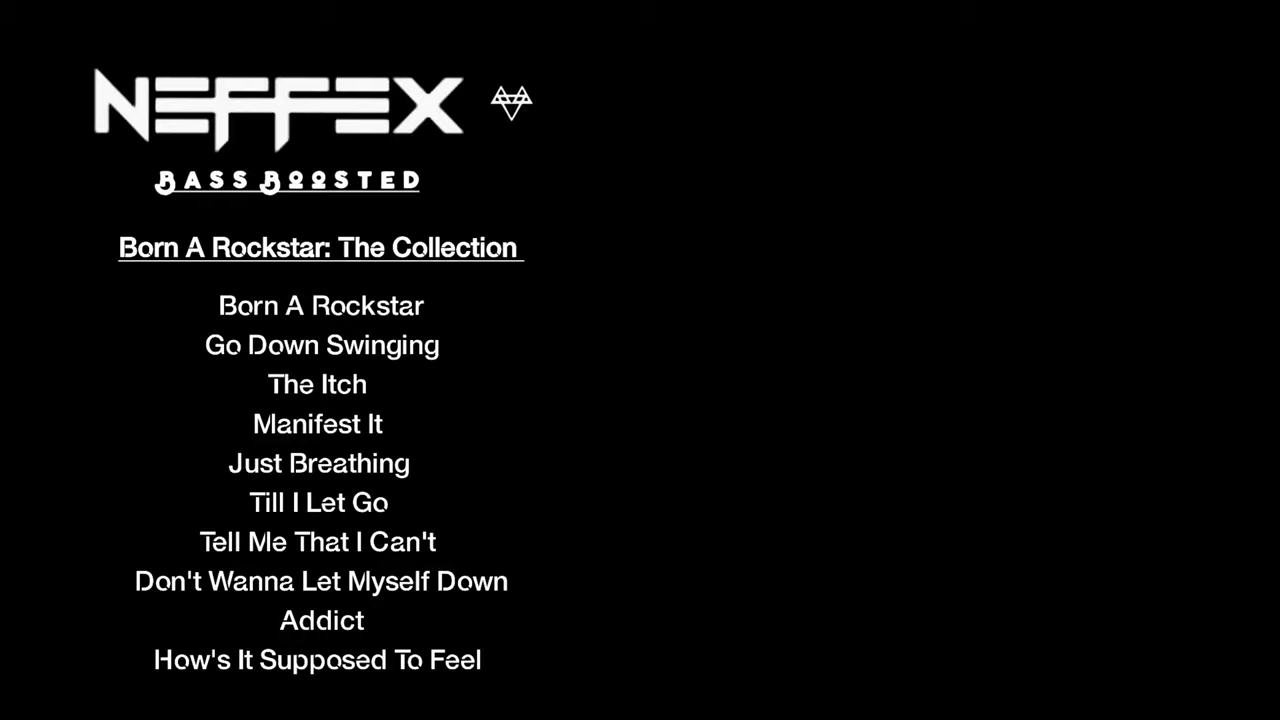 NEFFEX
BASS BOOSTED
Born A Rockstar: The Collection
Born A Rockstar
Go Down Swinging
The Itch
Manifest It
Just Breathing
Till I Let Go
Tell Me That I Can't
Don't Wanna Let Myself Down
Addict
How's It Supposed To Feel